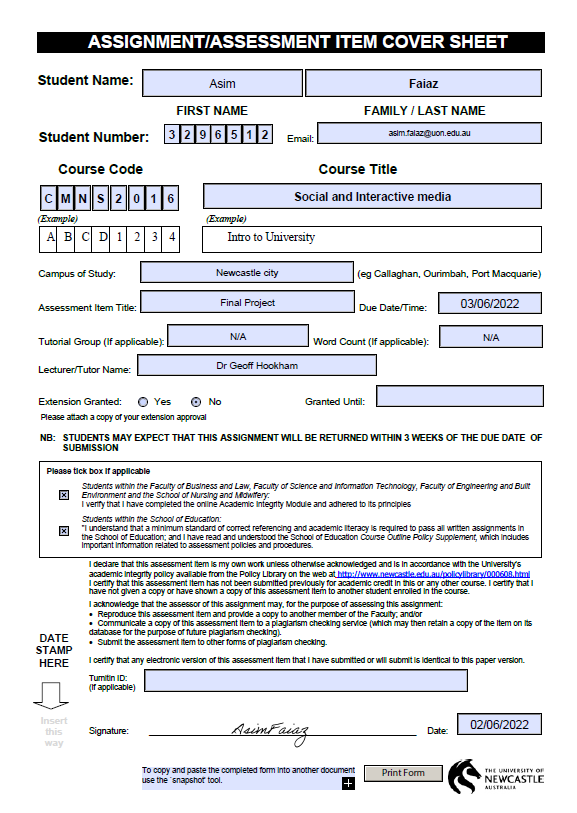 ASSIGNMENT/ASSESSMENT ITEM COVER SHEET
Student Name: Asim Faiaz
FIRST NAME FAMILY / LAST NAME
Student Number: 3 2 9 6 5 1 2 Email: asim.faiaz@uon.edu.au
Course Code Course Title
C M N S 2 0 1 6 Social and Interactive media
(Example) (Example)
A B C D 1 2 3 4 Intro to University
Campus of Study: Newcastle city (eg Callaghan, Ourimbah, Port Macquarie)
Assessment Item Title: Final Project Due Date/Time: 03/06/2022
Tutorial Group (If applicable): N/A Word Count (If applicable): N/A
Lecturer/Tutor Name: Dr Geoff Hookham
Extension Granted: Yes No Granted Until:
Please attach a copy of your extension approval
NB: STUDENTS MAY EXPECT THAT THIS ASSIGNMENT WILL BE RETURNED WITHIN 3 WEEKS OF THE DUE DATE OF
SUBMISSION
Please tick box if applicable
Students within the Faculty of Business and Law, Faculty of Science and Information Technology, Faculty of Engineering and Built
Environment and the School of Nursing and Midwifery:
I verify that I have completed the online Academic Integrity Module and adhered to its principles
Students within the School of Education:
"I understand that a minimum standard of correct referencing and academic literacy is required to pass all written assignments in
the School of Education; and I have read and understood the School of Education Course Outline Policy Supplement, which includes
important information related to assessment policies and procedures.
I declare that this assessment item is my own work unless otherwise acknowledged and is in accordance with the University's
academic integrity policy available from the Policy Library on the web at http://www.newcastle.edu.au/policylibrary/000608.html
I certify that this assessment item has not been submitted previously for academic credit in this or any other course. I certify that I
have not given a copy or have shown a copy of this assessment item to another student enrolled in the course.
I acknowledge that the assessor of this assignment may, for the purpose of assessing this assignment:
• Reproduce this assessment item and provide a copy to another member of the Faculty; and/or
• Communicate a copy of this assessment item to a plagiarism checking service (which may then retain a copy of the item on its
database for the purpose of future plagiarism checking).
• Submit the assessment item to other forms of plagiarism checking.
I certify that any electronic version of this assessment item that I have submitted or will submit is identical to this paper version.
DATE
STAMP
HERE
Turnitin ID:
(if applicable)
Insert
this
way
Signature: AsimFaiaz Date: 02/06/2022
To copy and paste the completed form into another document
use the `snapshot' tool.
Print Form
THE UNIVERSITY OF
NEWCASTLE
AUSTRALIA